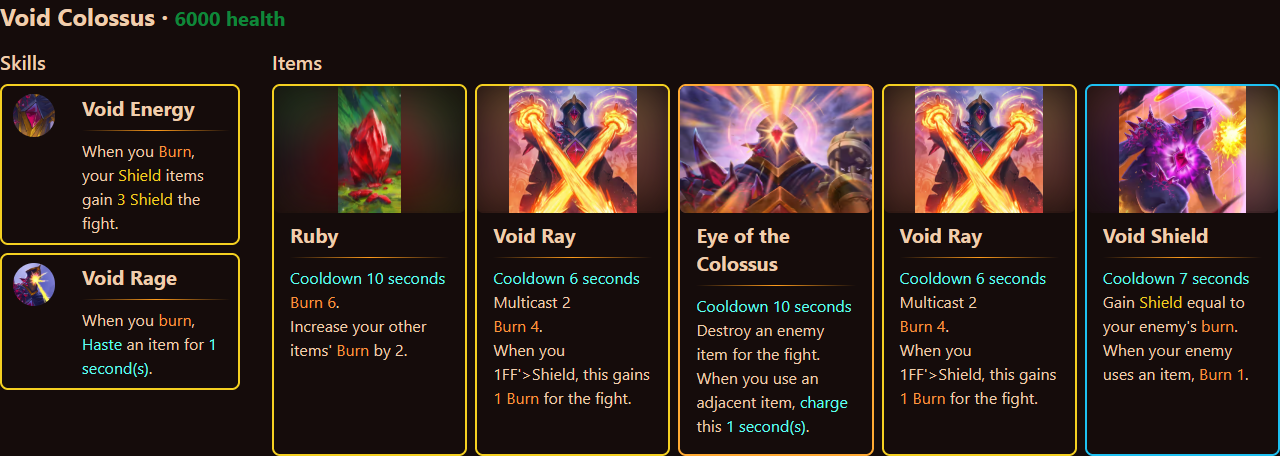 Void Colossus · 6000 health
Skills
Void Energy
When you Burn,
your Shield items
gain 3 Shield the
fight.
Void Rage
When you burn,
Haste an item for 1
second(s).
Items
Ruby
Cooldown 10 seconds
Burn 6.
Increase your other
items' Burn by 2.
Void Ray
Cooldown 6 seconds
Multicast 2
Burn 4.
When you
1FF'>Shield, this gains
1 Burn for the fight.
Eye of the
Colossus
Cooldown 10 seconds
Destroy an enemy
item for the fight.
When you use an
adjacent item, charge
this 1 second(s).
Void Ray
Cooldown 6 seconds
Multicast 2
Burn 4.
When you
1FF'>Shield, this gains
1 Burn for the fight.
Void Shield
Cooldown 7 seconds
Gain Shield equal to
your enemy's burn.
When your enemy
uses an item, Burn 1.